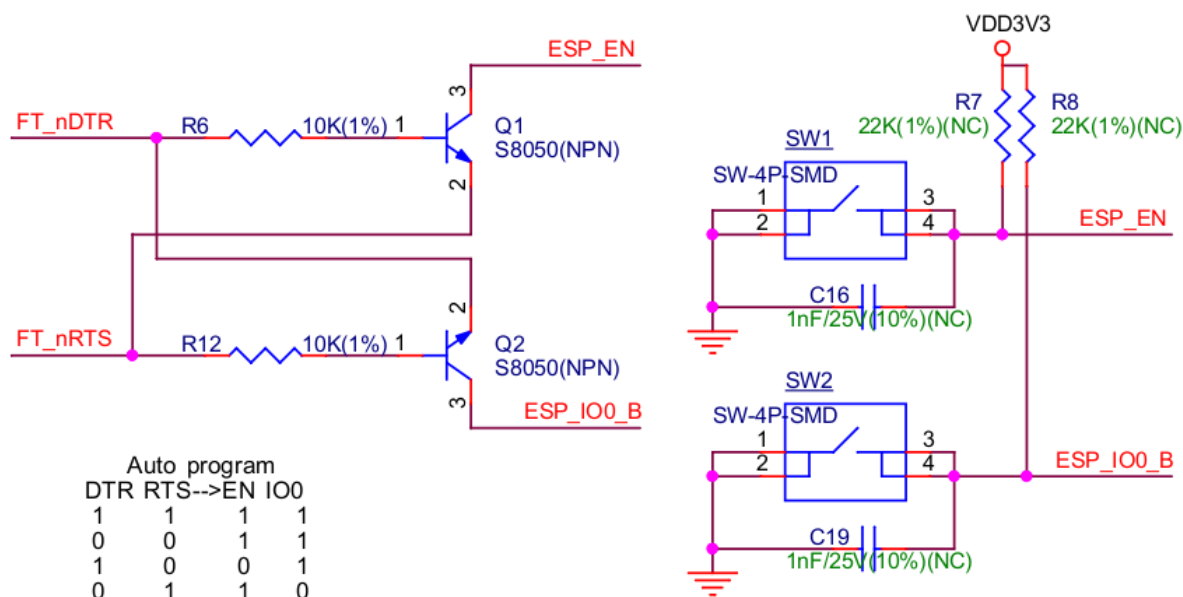 ESP_EN
3
FT_nDTR
R6
10K(1%)
1
Q1
S8050(NPN)
2
2
FT_nRTS
R12
10K(1%)
1
Q2
S8050(NPN)
3
ESP_IO0_B
Auto program
DTR RTS-->EN IO0
1 1 1 1
0 0 1 1
1 0 0 1
0 1 1 0
VDD3V3
R7
22K(1%)(NC)
R8
22K(1%)(NC)
SW1
SW-4P-SMD
1
2
3
4
ESP_EN
C16
1nF/25V(10%)(NC)
SW2
SW-4P-SMD
1
2
3
4
ESP_IO0_B
C19
1nF/25V(10%)(NC)